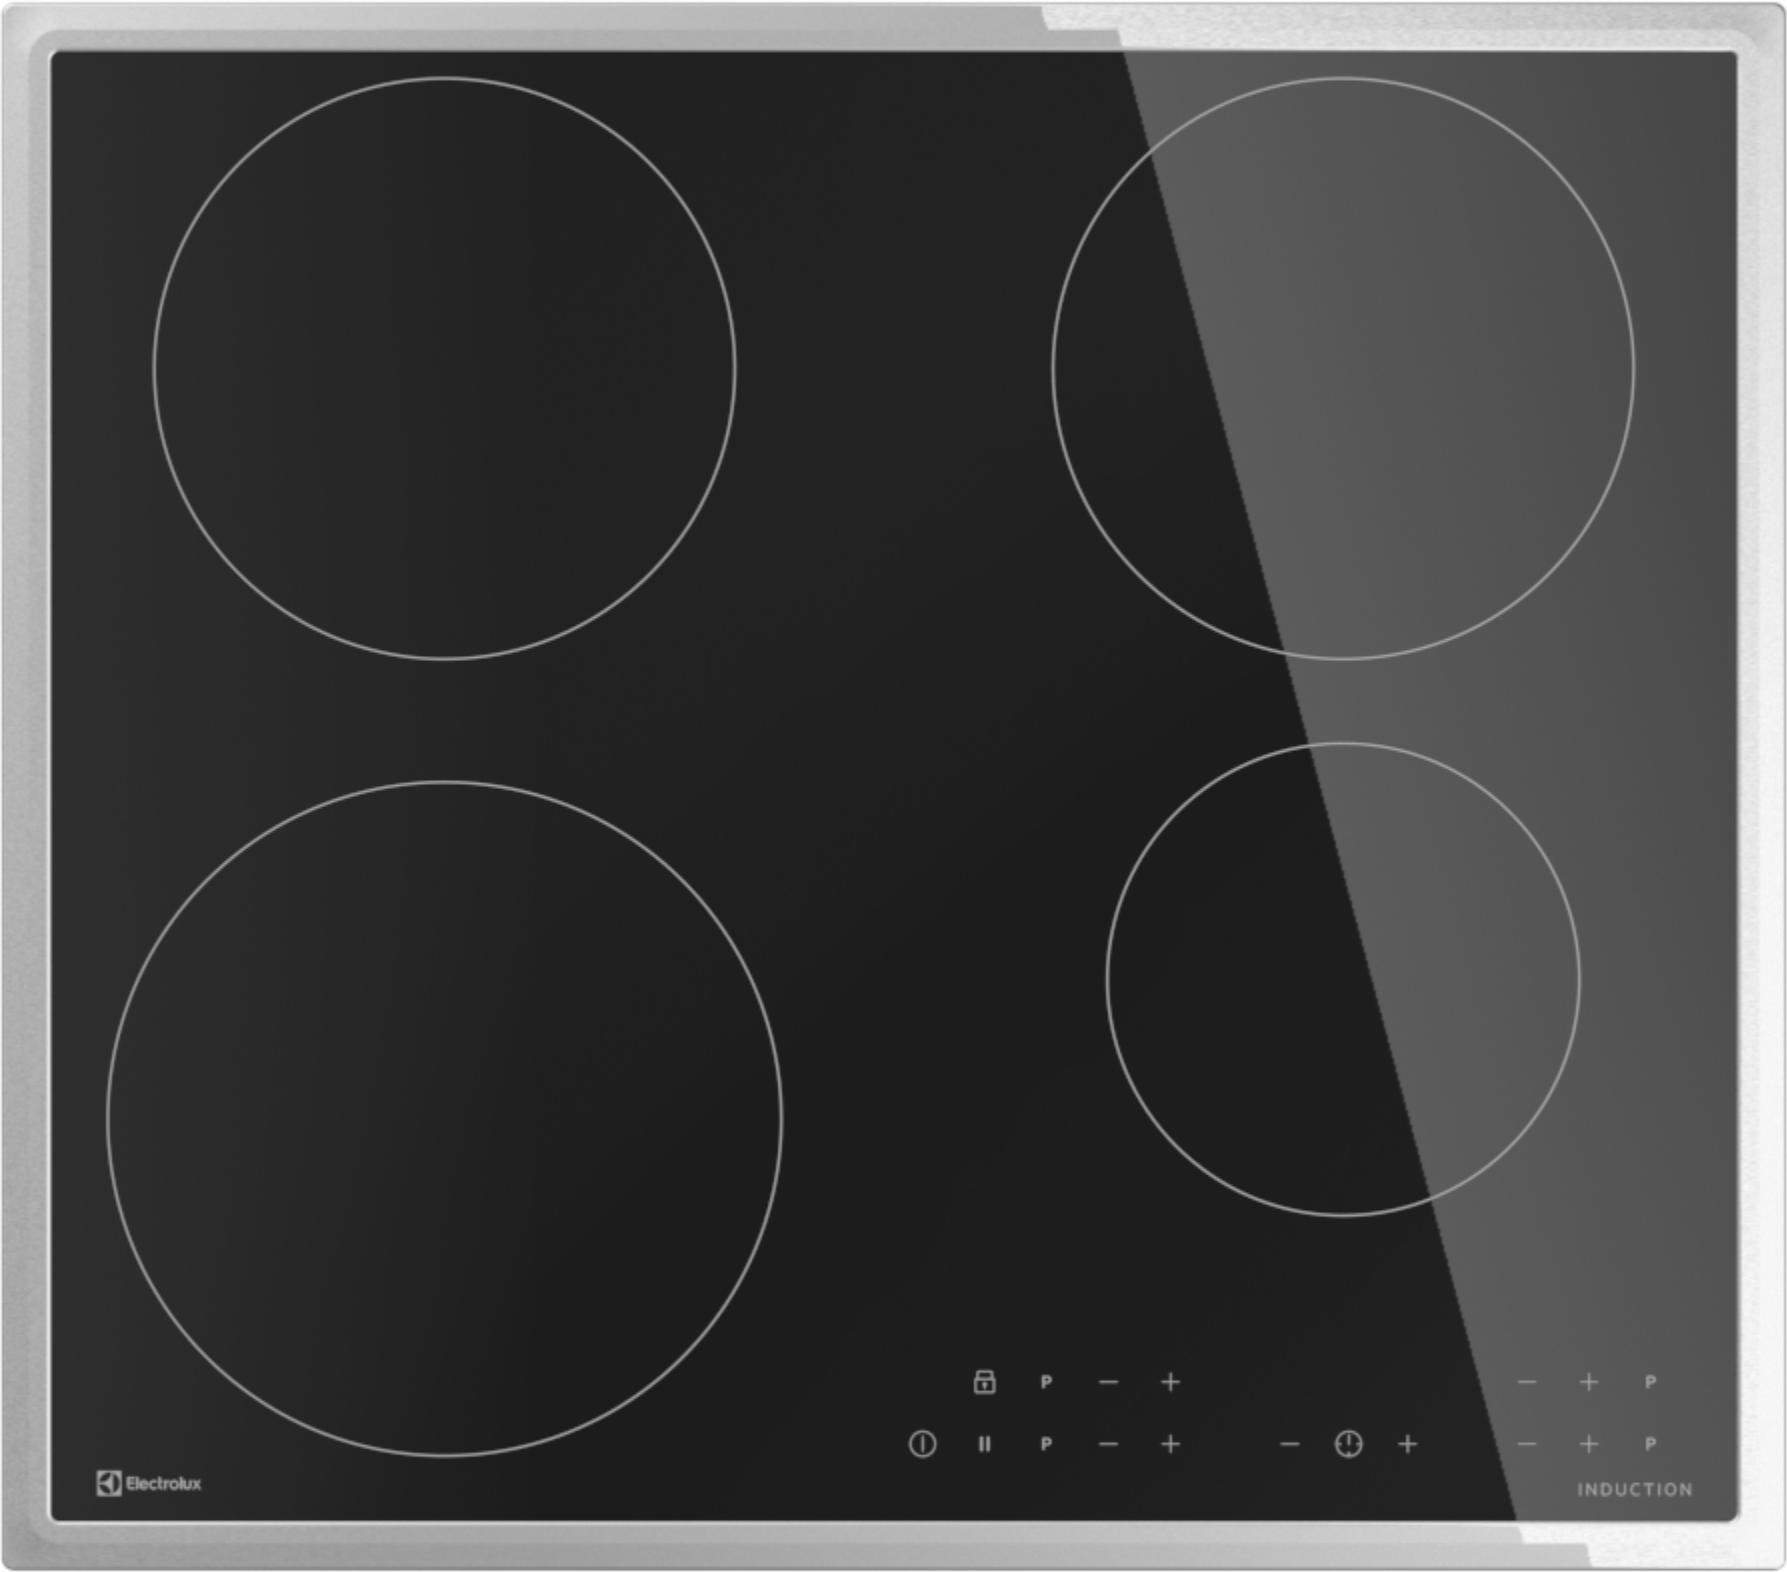 P − + − + P
P − + − + − + P
Electrolux
INDUCTION